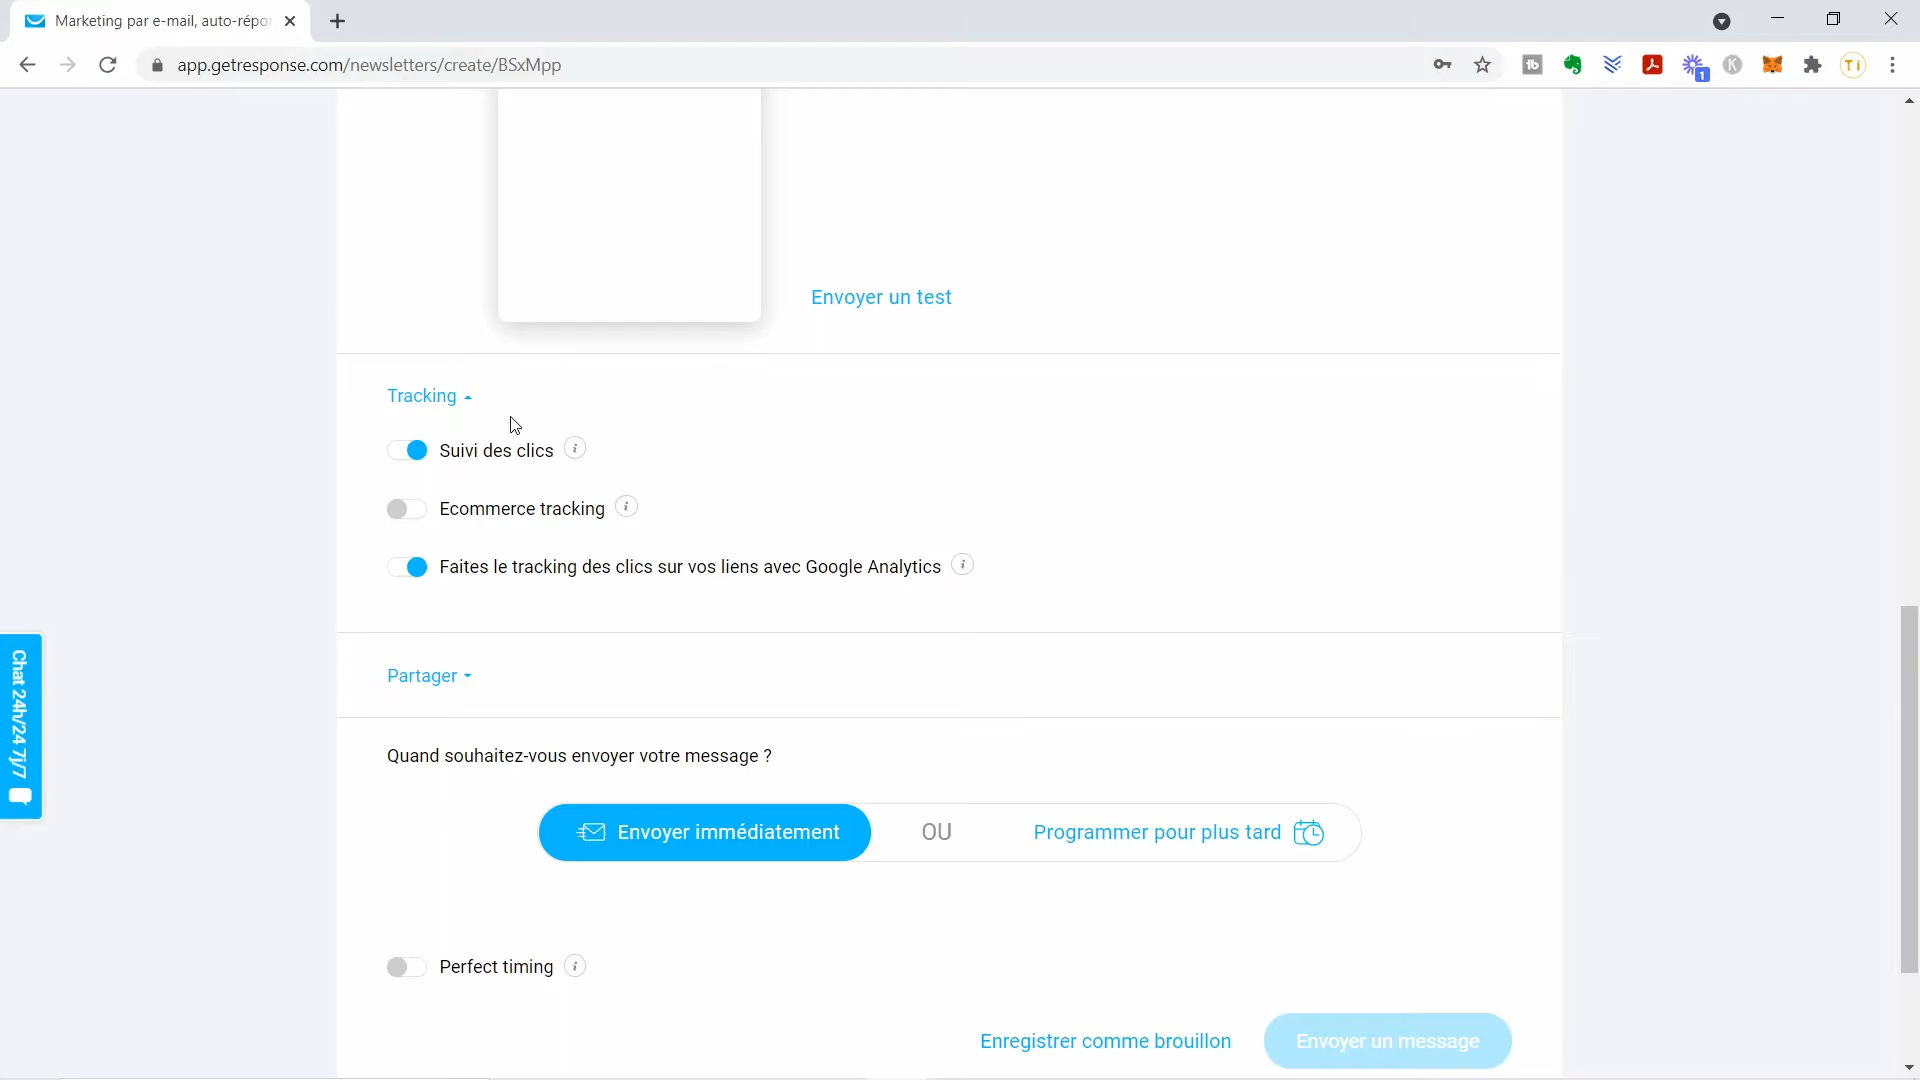 Marketing par e-mail, auto-répo
app.getresponse.com/newsletters/create/BSxMpp
Envoyer un test
Tracking
Suivi des clics
Ecommerce tracking
Faites le tracking des clics sur vos liens avec Google Analytics
Partager
Chat 24h/24 7j/7
Quand souhaitez-vous envoyer votre message ?
Envoyer immédiatement OU Programmer pour plus tard
Perfect timing
Enregistrer comme brouillon Envoyer un message